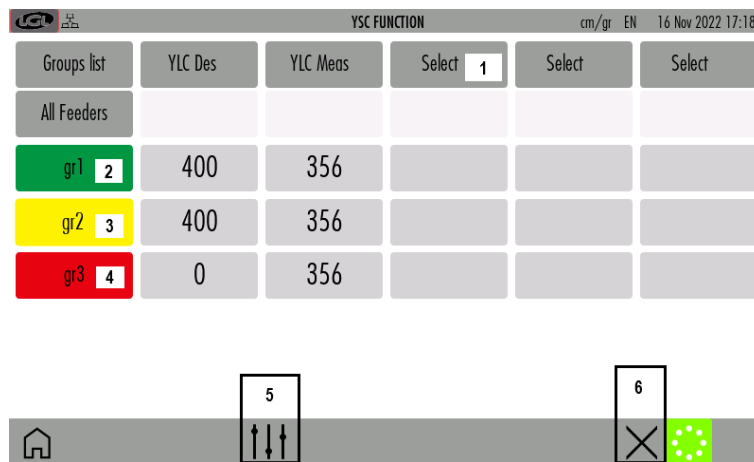 LGL YSC FUNCTION cm/gr EN 16 Nov 2022 17:18
Groups list YLC Des YLC Meas Select 1 Select Select
All Feeders
gr1 2 400 356
gr2 3 400 356
gr3 4 0 356
5 6